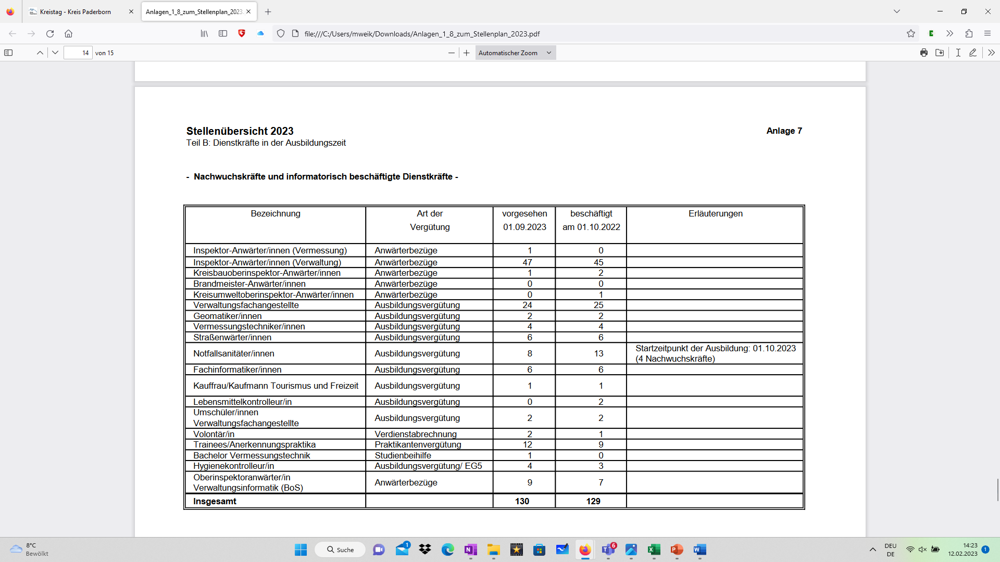 Kreistag - Kreis Paderborn
Anlagen_1_8_zum_Stellenplan_2023.
file:///C:/Users/mweik/Downloads/Anlagen_1_8_zum_Stellenplan_2023.pdf
14 von 15
Automatischer Zoom
Stellenübersicht 2023 Anlage 7
Teil B: Dienstkräfte in der Ausbildungszeit
- Nachwuchskräfte und informatorisch beschäftigte Dienstkräfte -
Bezeichnung Art der vorgesehen beschäftigt Erläuterungen
Vergütung 01.09.2023 am 01.10.2022
Inspektor-Anwärter/innen (Vermessung) Anwärterbezüge 1 0
Inspektor-Anwärter/innen (Verwaltung) Anwärterbezüge 47 45
Kreisbauoberinspektor-Anwärter/innen Anwärterbezüge 1 2
Brandmeister-Anwärter/innen Anwärterbezüge 0 0
Kreisumweltoberinspektor-Anwärter/innen Anwärterbezüge 0 1
Verwaltungsfachangestellte Ausbildungsvergütung 24 25
Geomatiker/innen Ausbildungsvergütung 2 2
Vermessungstechniker/innen Ausbildungsvergütung 4 4
Straßenwärter/innen Ausbildungsvergütung 6 6
Notfallsanitäter/innen Ausbildungsvergütung 8 13 Startzeitpunkt der Ausbildung: 01.10.2023
(4 Nachwuchskräfte)
Fachinformatiker/innen Ausbildungsvergütung 6 6
Kauffrau/Kaufmann Tourismus und Freizeit Ausbildungsvergütung 1 1
Lebensmittelkontrolleur/in Ausbildungsvergütung 0 2
Umschüler/innen
Verwaltungsfachangestellte Ausbildungsvergütung 2 2
Volontär/in Verdienstabrechnung 2 1
Trainees/Anerkennungspraktika Praktikantenvergütung 12 9
Bachelor Vermessungstechnik Studienbeihilfe 1 0
Hygienekontrolleur/in Ausbildungsvergütung/ EG5 4 3
Oberinspektoranwärter/in
Verwaltungsinformatik (BoS) Anwärterbezüge 9 7
Insgesamt 130 129
8°C
Bewölkt
Suche
1
6
DEU
DE
14:23
12.02.2023
1